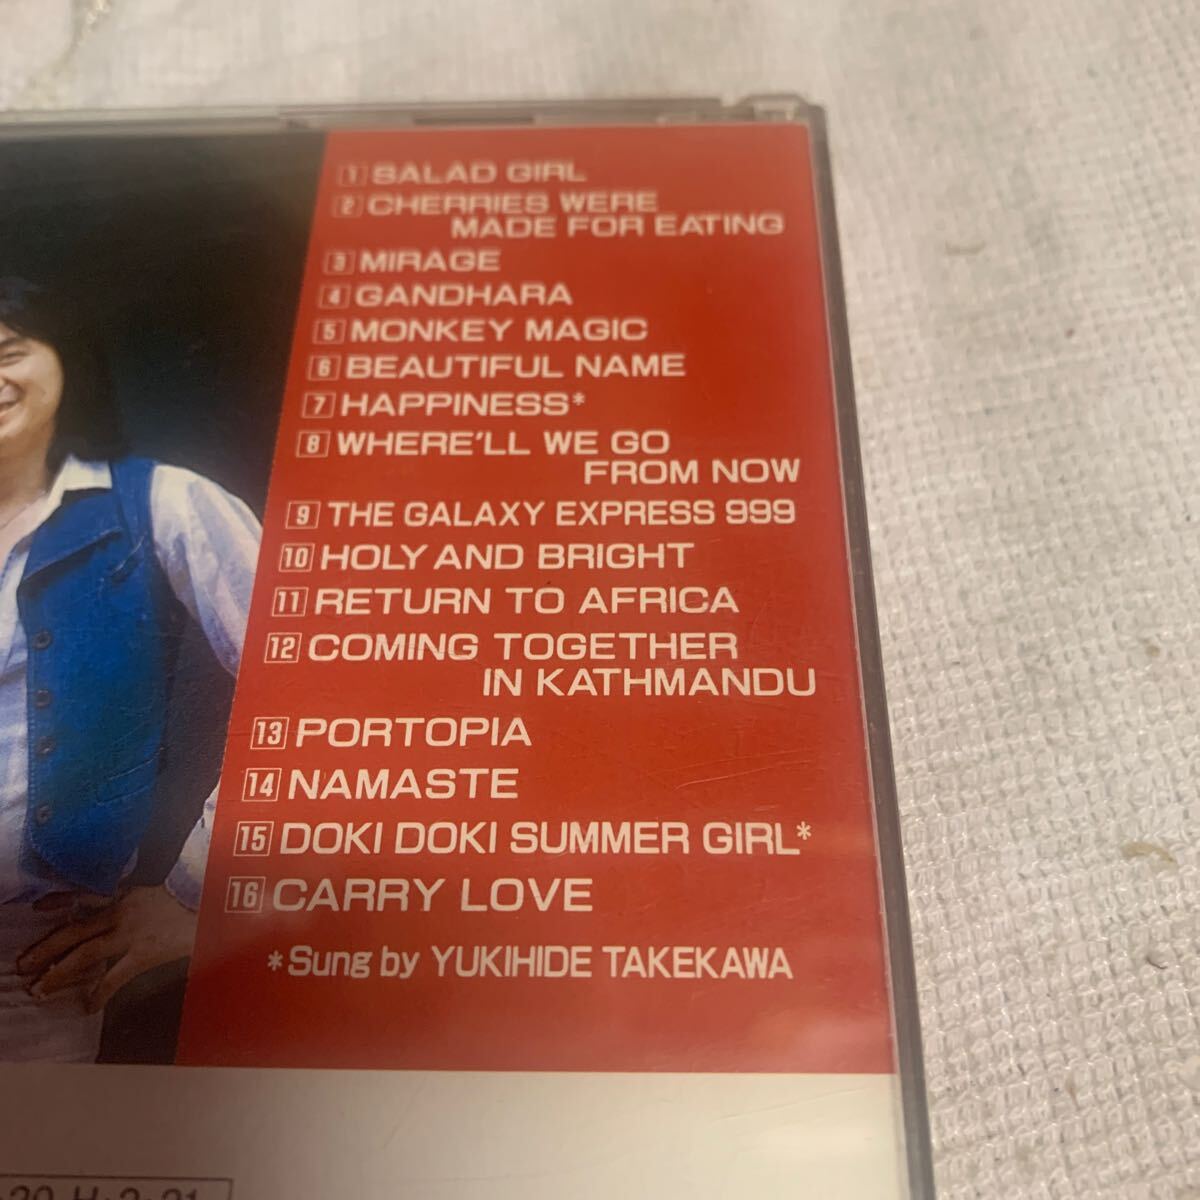 1 SALAD GIRL
2 CHERRIES WERE
MADE FOR EATING
3 MIRAGE
4 GANDHARA
5 MONKEY MAGIC
6 BEAUTIFUL NAME
7 HAPPINESS*
8 WHERE'LL WE GO
FROM NOW
9 THE GALAXY EXPRESS 999
10 HOLY AND BRIGHT
11 RETURN TO AFRICA
12 COMING TOGETHER
IN KATHMANDU
13 PORTOPIA
14 NAMASTE
15 DOKI DOKI SUMMER GIRL*
16 CARRY LOVE
*Sung by YUKIHIDE TAKEKAWA